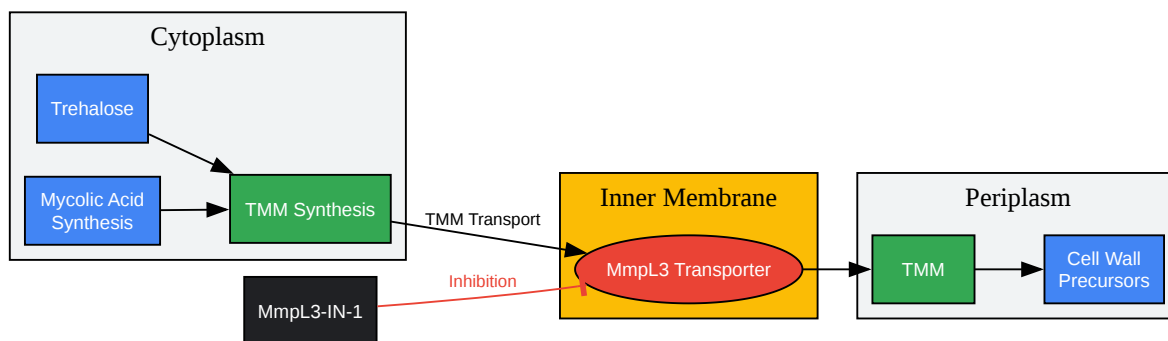 Cytoplasm
Trehalose
Mycolic Acid
Synthesis
TMM Synthesis
TMM Transport
Inner Membrane
MmpL3 Transporter
Periplasm
TMM
Cell Wall
Precursors
Inhibition
MmpL3-IN-1